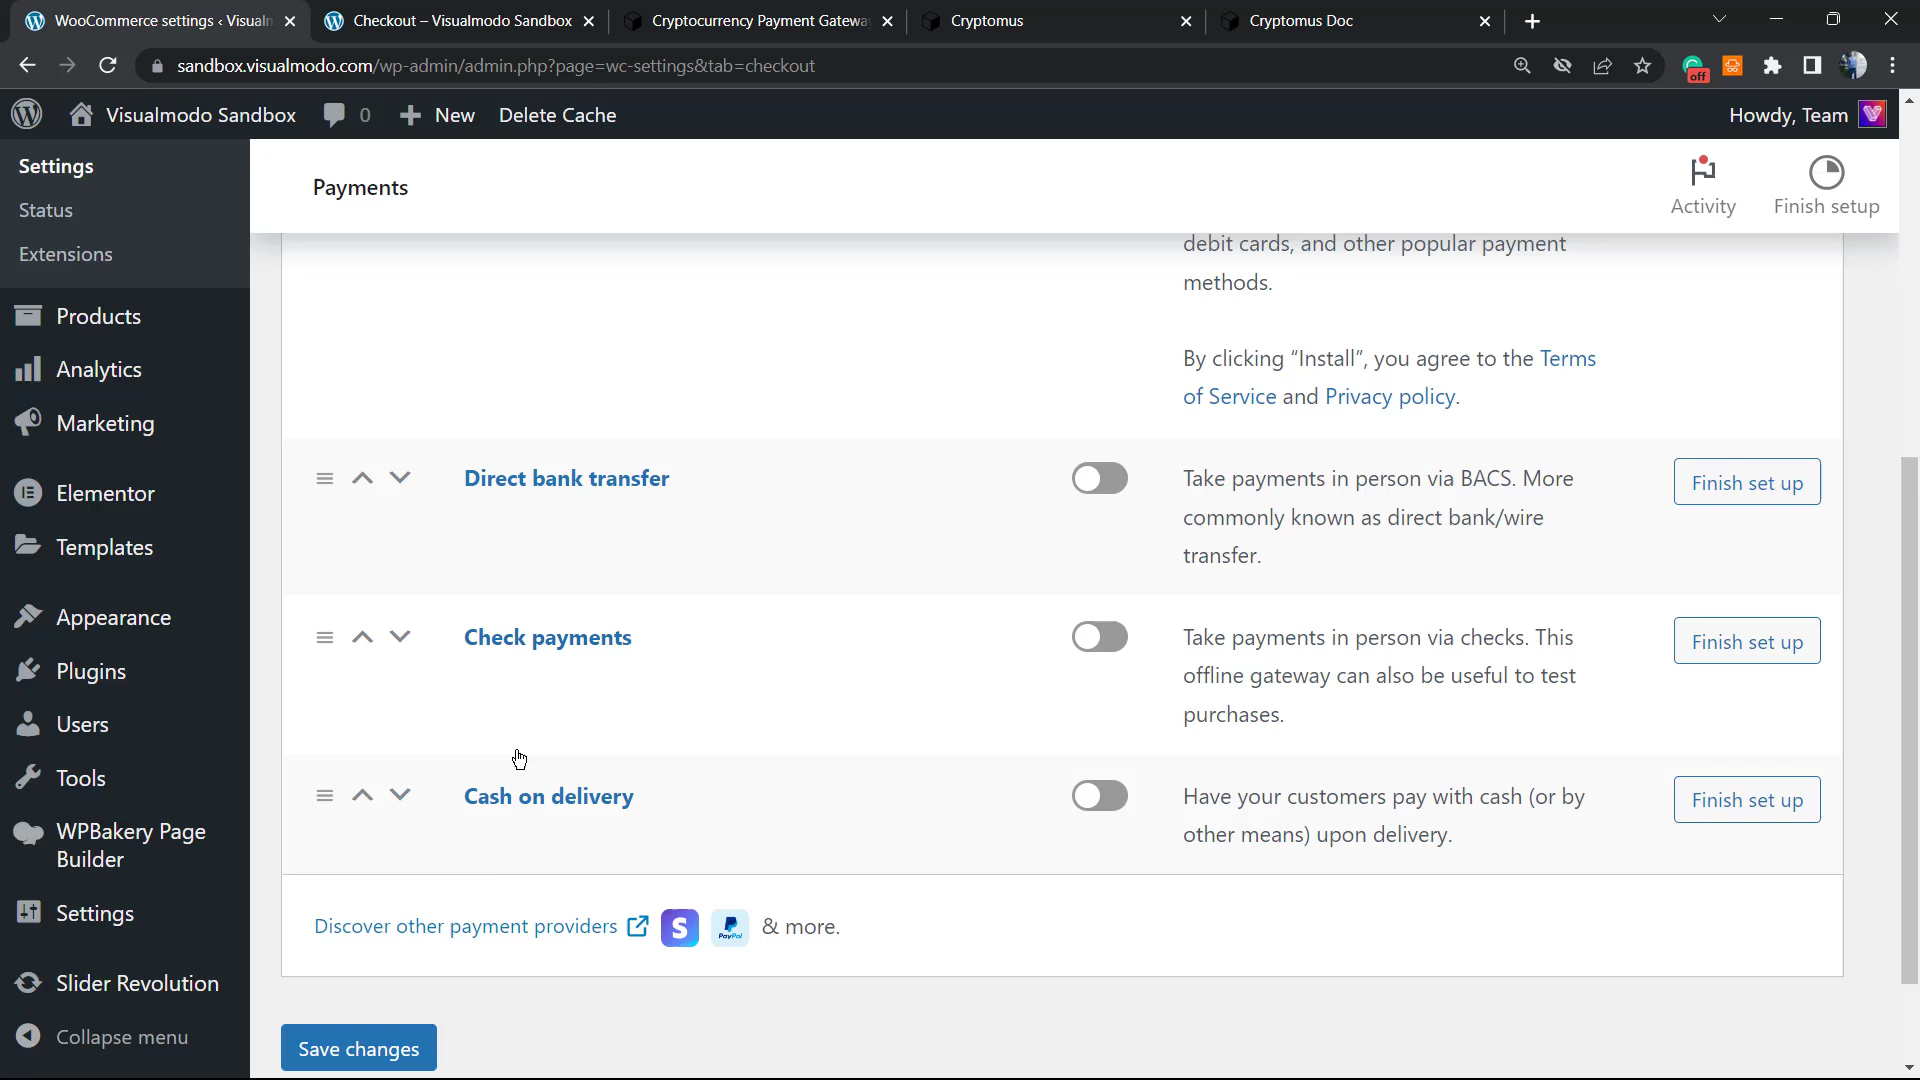 WooCommerce settings ‹ Visualm
Checkout – Visualmodo Sandbox
Cryptocurrency Payment Gateway
Cryptomus
Cryptomus Doc
sandbox.visualmodo.com/wp-admin/admin.php?page=wc-settings&tab=checkout
off
Visualmodo Sandbox
0
New
Delete Cache
Howdy, Team
Settings
Status
Extensions
Products
Analytics
Marketing
Elementor
Templates
Appearance
Plugins
Users
Tools
WPBakery Page
Builder
Settings
Slider Revolution
Collapse menu
Payments
Activity
Finish setup
debit cards, and other popular payment
methods.
By clicking “Install”, you agree to the Terms
of Service and Privacy policy.
Direct bank transfer
Take payments in person via BACS. More
commonly known as direct bank/wire
transfer.
Finish set up
Check payments
Take payments in person via checks. This
offline gateway can also be useful to test
purchases.
Finish set up
Cash on delivery
Have your customers pay with cash (or by
other means) upon delivery.
Finish set up
Discover other payment providers
S
PayPal
& more.
Save changes